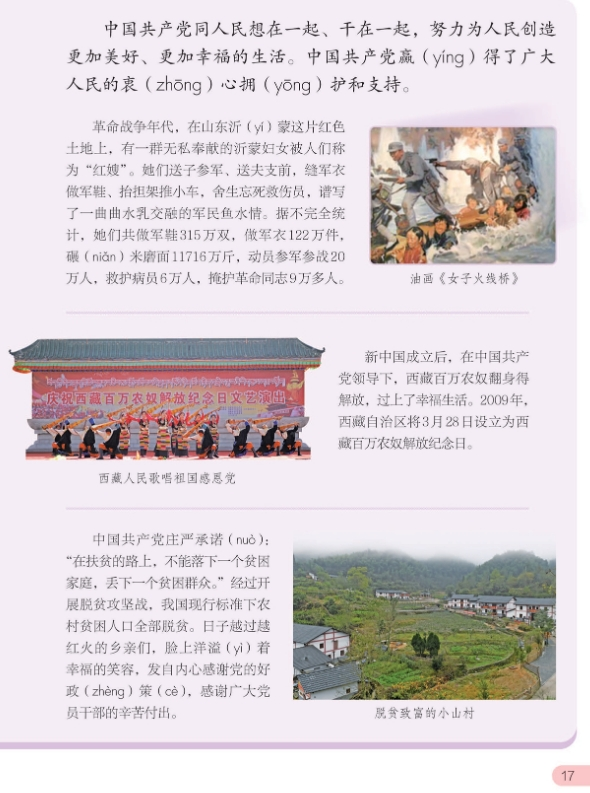 中国共产党同人民想在一起、干在一起，努力为人民创造
更加美好、更加幸福的生活。中国共产党赢（yíng）得了广大
人民的衷（zhōng）心拥（yōng）护和支持。
革命战争年代，在山东沂（yí）蒙这片红色
土地上，有一群无私奉献的沂蒙妇女被人们称
为“红嫂”。她们送子参军、送夫支前，缝军衣
做军鞋、抬担架推小车，舍生忘死救伤员，谱写
了一曲曲水乳交融的军民鱼水情。据不完全统
计，她们共做军鞋315万双，做军衣122万件，
碾（niǎn）米磨面11716万斤，动员参军参战20
万人，救护病员6万人，掩护革命同志9万多人。
油画《女子火线桥》
庆祝西藏百万农奴解放纪念日文艺演出
西藏人民歌唱祖国感恩党
新中国成立后，在中国共产
党领导下，西藏百万农奴翻身得
解放，过上了幸福生活。2009年，
西藏自治区将3月28日设立为西
藏百万农奴解放纪念日。
中国共产党庄严承诺（nuò）：
“在扶贫的路上，不能落下一个贫困
家庭，丢下一个贫困群众。”经过开
展脱贫攻坚战，我国现行标准下农
村贫困人口全部脱贫。日子越过越
红火的乡亲们，脸上洋溢（yì）着
幸福的笑容，发自内心感谢党的好
政（zhèng）策（cè），感谢广大党
员干部的辛苦付出。
脱贫致富的小山村
17